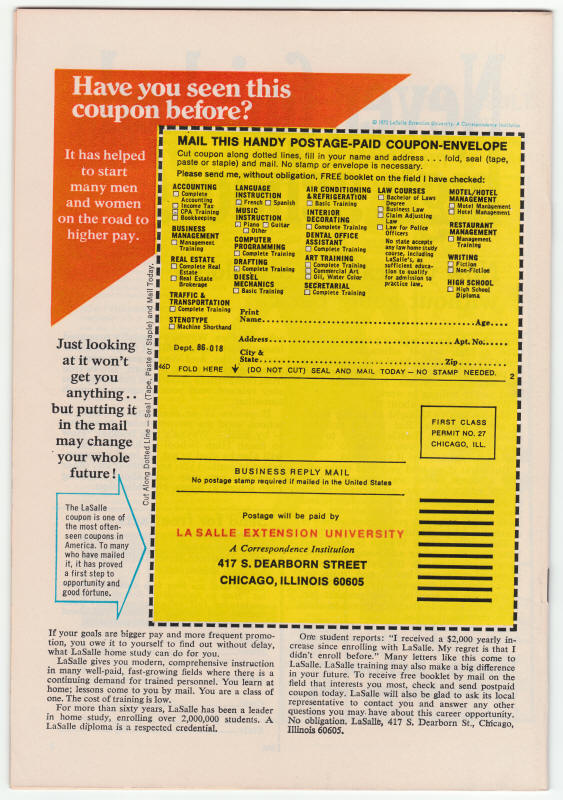 Have you seen this
coupon before?
© 1972 LaSalle Extension University, A Correspondence Institution
It has helped
to start
many men
and women
on the road to
higher pay.
MAIL THIS HANDY POSTAGE-PAID COUPON-ENVELOPE
Cut coupon along dotted lines, fill in your name and address . . . fold, seal (tape,
paste or staple) and mail. No stamp or envelope is necessary.
Please send me, without obligation, FREE booklet on the field I have checked:
ACCOUNTING
Complete
Accounting
Income Tax
CPA Training
Bookkeeping
BUSINESS
MANAGEMENT
Management
Training
REAL ESTATE
Complete Real
Estate
Real Estate
Brokerage
TRAFFIC &
TRANSPORTATION
Complete Training
STENOTYPE
Machine Shorthand
LANGUAGE
INSTRUCTION
French Spanish
MUSIC
INSTRUCTION
Piano Guitar
Other
COMPUTER
PROGRAMMING
Complete Training
DRAFTING
Complete Training
DIESEL
MECHANICS
Basic Training
AIR CONDITIONING
& REFRIGERATION
Basic Training
INTERIOR
DECORATING
Complete Training
DENTAL OFFICE
ASSISTANT
Complete Training
ART TRAINING
Complete Training
Commercial Art
Oil, Water Color
SECRETARIAL
Complete Training
LAW COURSES
Bachelor of Laws
Degree
Business Law
Claim Adjusting
Law
Law for Police
Officers
No state accepts
any law home study
course, including
LaSalle's, as
sufficient educa-
tion to qualify
for admission to
practice law.
MOTEL/HOTEL
MANAGEMENT
Motel Management
Hotel Management
RESTAURANT
MANAGEMENT
Management
Training
WRITING
Fiction
Non-Fiction
HIGH SCHOOL
High School
Diploma
Print
Name Age
Address Apt. No.
Dept. 86-018
City &
State Zip
46D FOLD HERE (DO NOT CUT) SEAL AND MAIL TODAY — NO STAMP NEEDED. 2
Cut Along Dotted Line — Seal (Tape, Paste or Staple) and Mail Today.
Just looking
at it won't
get you
anything . .
but putting it
in the mail
may change
your whole
future!
The LaSalle
coupon is one of
the most often-
seen coupons in
America. To many
who have mailed
it, it has proved
a first step to
opportunity and
good fortune.
FIRST CLASS
PERMIT NO. 27
CHICAGO, ILL.
BUSINESS REPLY MAIL
No postage stamp required if mailed in the United States
Postage will be paid by
LA SALLE EXTENSION UNIVERSITY
A Correspondence Institution
417 S. DEARBORN STREET
CHICAGO, ILLINOIS 60605
If your goals are bigger pay and more frequent promo-
tion, you owe it to yourself to find out without delay,
what LaSalle home study can do for you.
LaSalle gives you modern, comprehensive instruction
in many well-paid, fast-growing fields where there is a
continuing demand for trained personnel. You learn at
home; lessons come to you by mail. You are a class of
one. The cost of training is low.
For more than sixty years, LaSalle has been a leader
in home study, enrolling over 2,000,000 students. A
LaSalle diploma is a respected credential.
One student reports: "I received a $2,000 yearly in-
crease since enrolling with LaSalle. My regret is that I
didn't enroll before." Many letters like this come to
LaSalle. LaSalle training may also make a big difference
in your future. To receive free booklet by mail on the
field that interests you most, check and send postpaid
coupon today. LaSalle will also be glad to ask its local
representative to contact you and answer any other
questions you may have about this career opportunity.
No obligation. LaSalle, 417 S. Dearborn St., Chicago,
Illinois 60605.